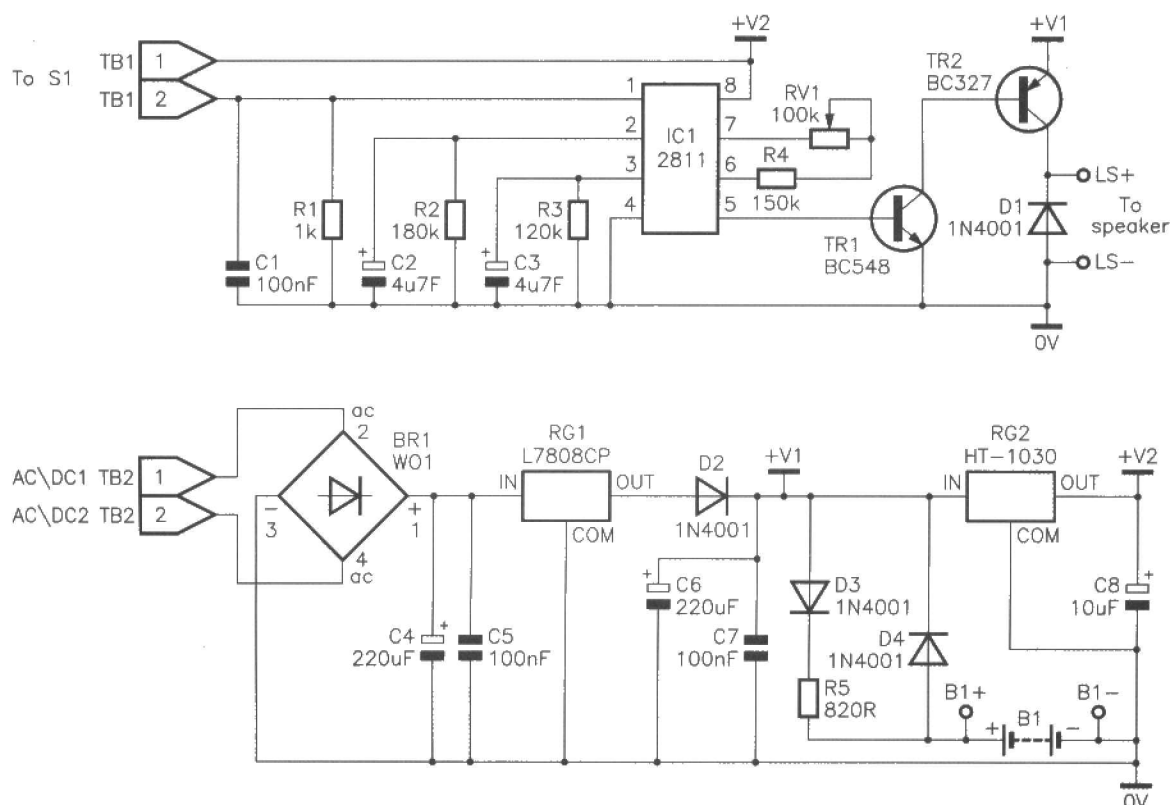 +V2
+V1
TB1 1
To S1
TB1 2
TR2
BC327
1
2
3
4
IC1
2811
8
7
6
5
RV1
100k
R4
150k
R1
1k
R2
180k
R3
120k
D1
1N4001
LS+
To
speaker
LS-
TR1
BC548
C1
100nF
+
C2
4u7F
+
C3
4u7F
0V
ac
2
BR1
WO1
RG1
L7808CP
RG2
HT-1030
+V1
+V2
AC\DC1 TB2 1
AC\DC2 TB2 2
-
3
+
1
4
ac
IN
OUT
COM
D2
1N4001
IN
OUT
COM
+
C6
220uF
D3
1N4001
+
C8
10uF
+
C4
220uF
C5
100nF
C7
100nF
D4
1N4001
R5
820R
B1+
B1-
+
B1
-
0V